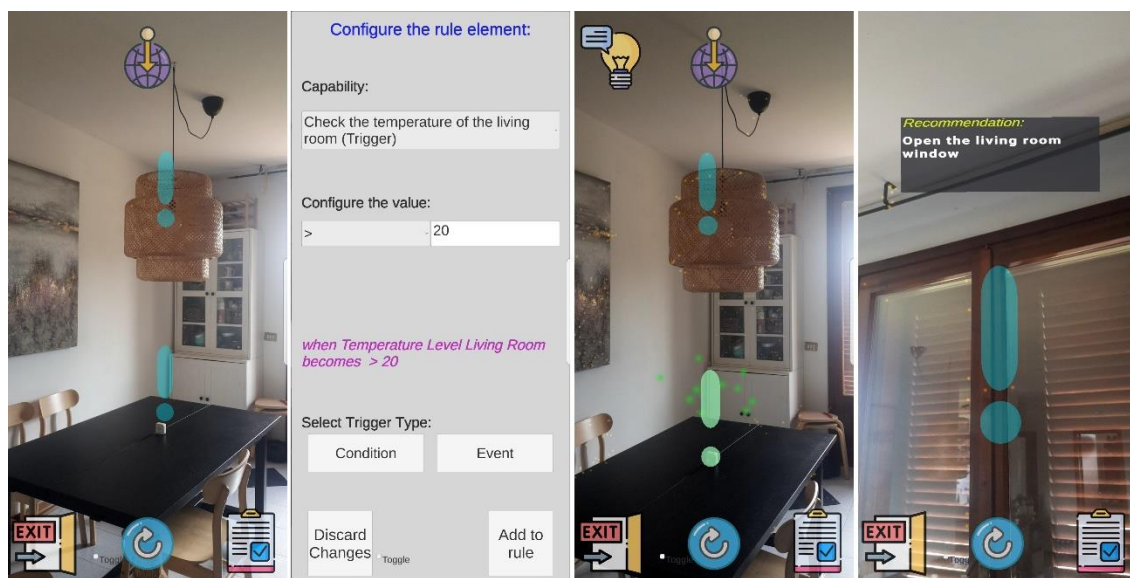 EXIT
Toggle
Configure the rule element:
Capability:
Check the temperature of the living
room (Trigger)
Configure the value:
>
20
when Temperature Level Living Room
becomes > 20
Select Trigger Type:
Condition
Event
Discard
Changes
Toggle
Add to
rule
EXIT
Toggle
Recommendation:
Open the living room
window
EXIT
Togg